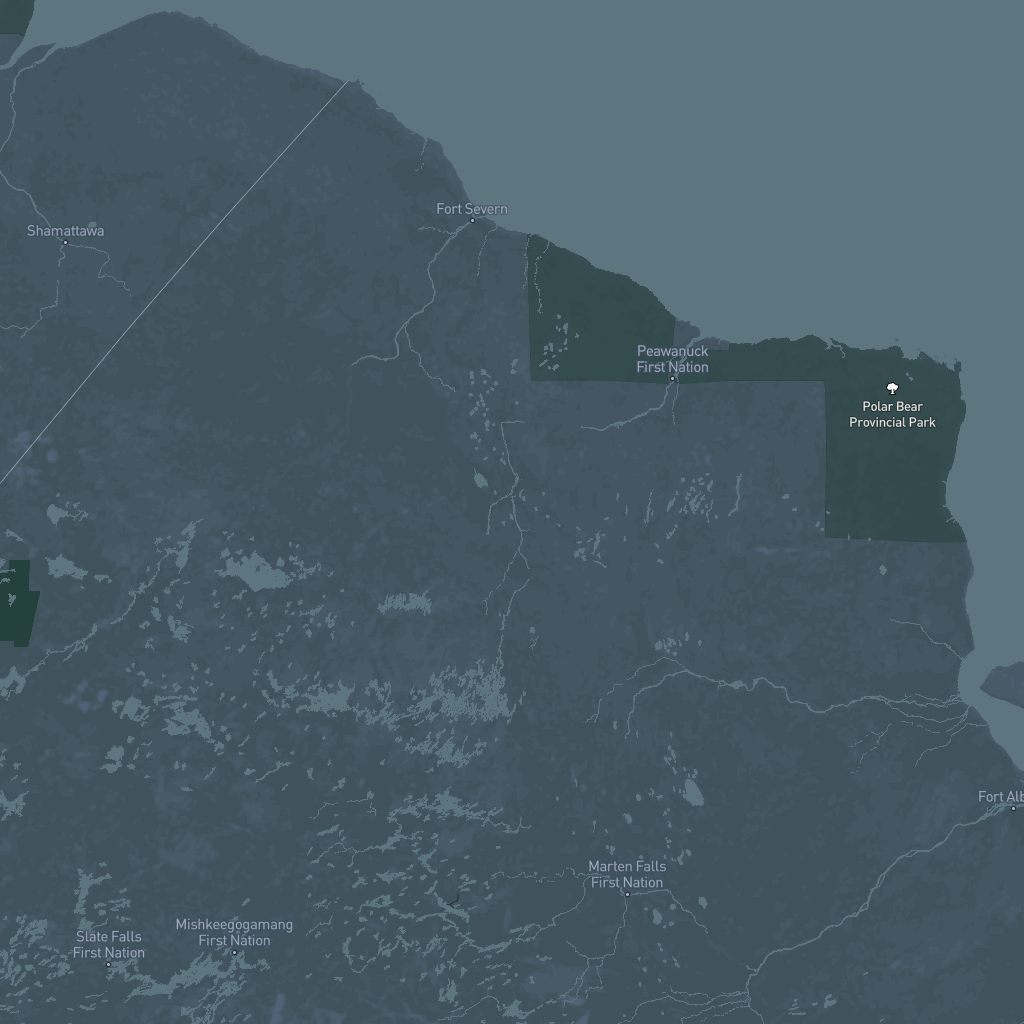 Fort Severn
Shamattawa
Peawanuck
First Nation
Polar Bear
Provincial Park
Fort Alb
Marten Falls
First Nation
Mishkeegogamang
First Nation
Slate Falls
First Nation